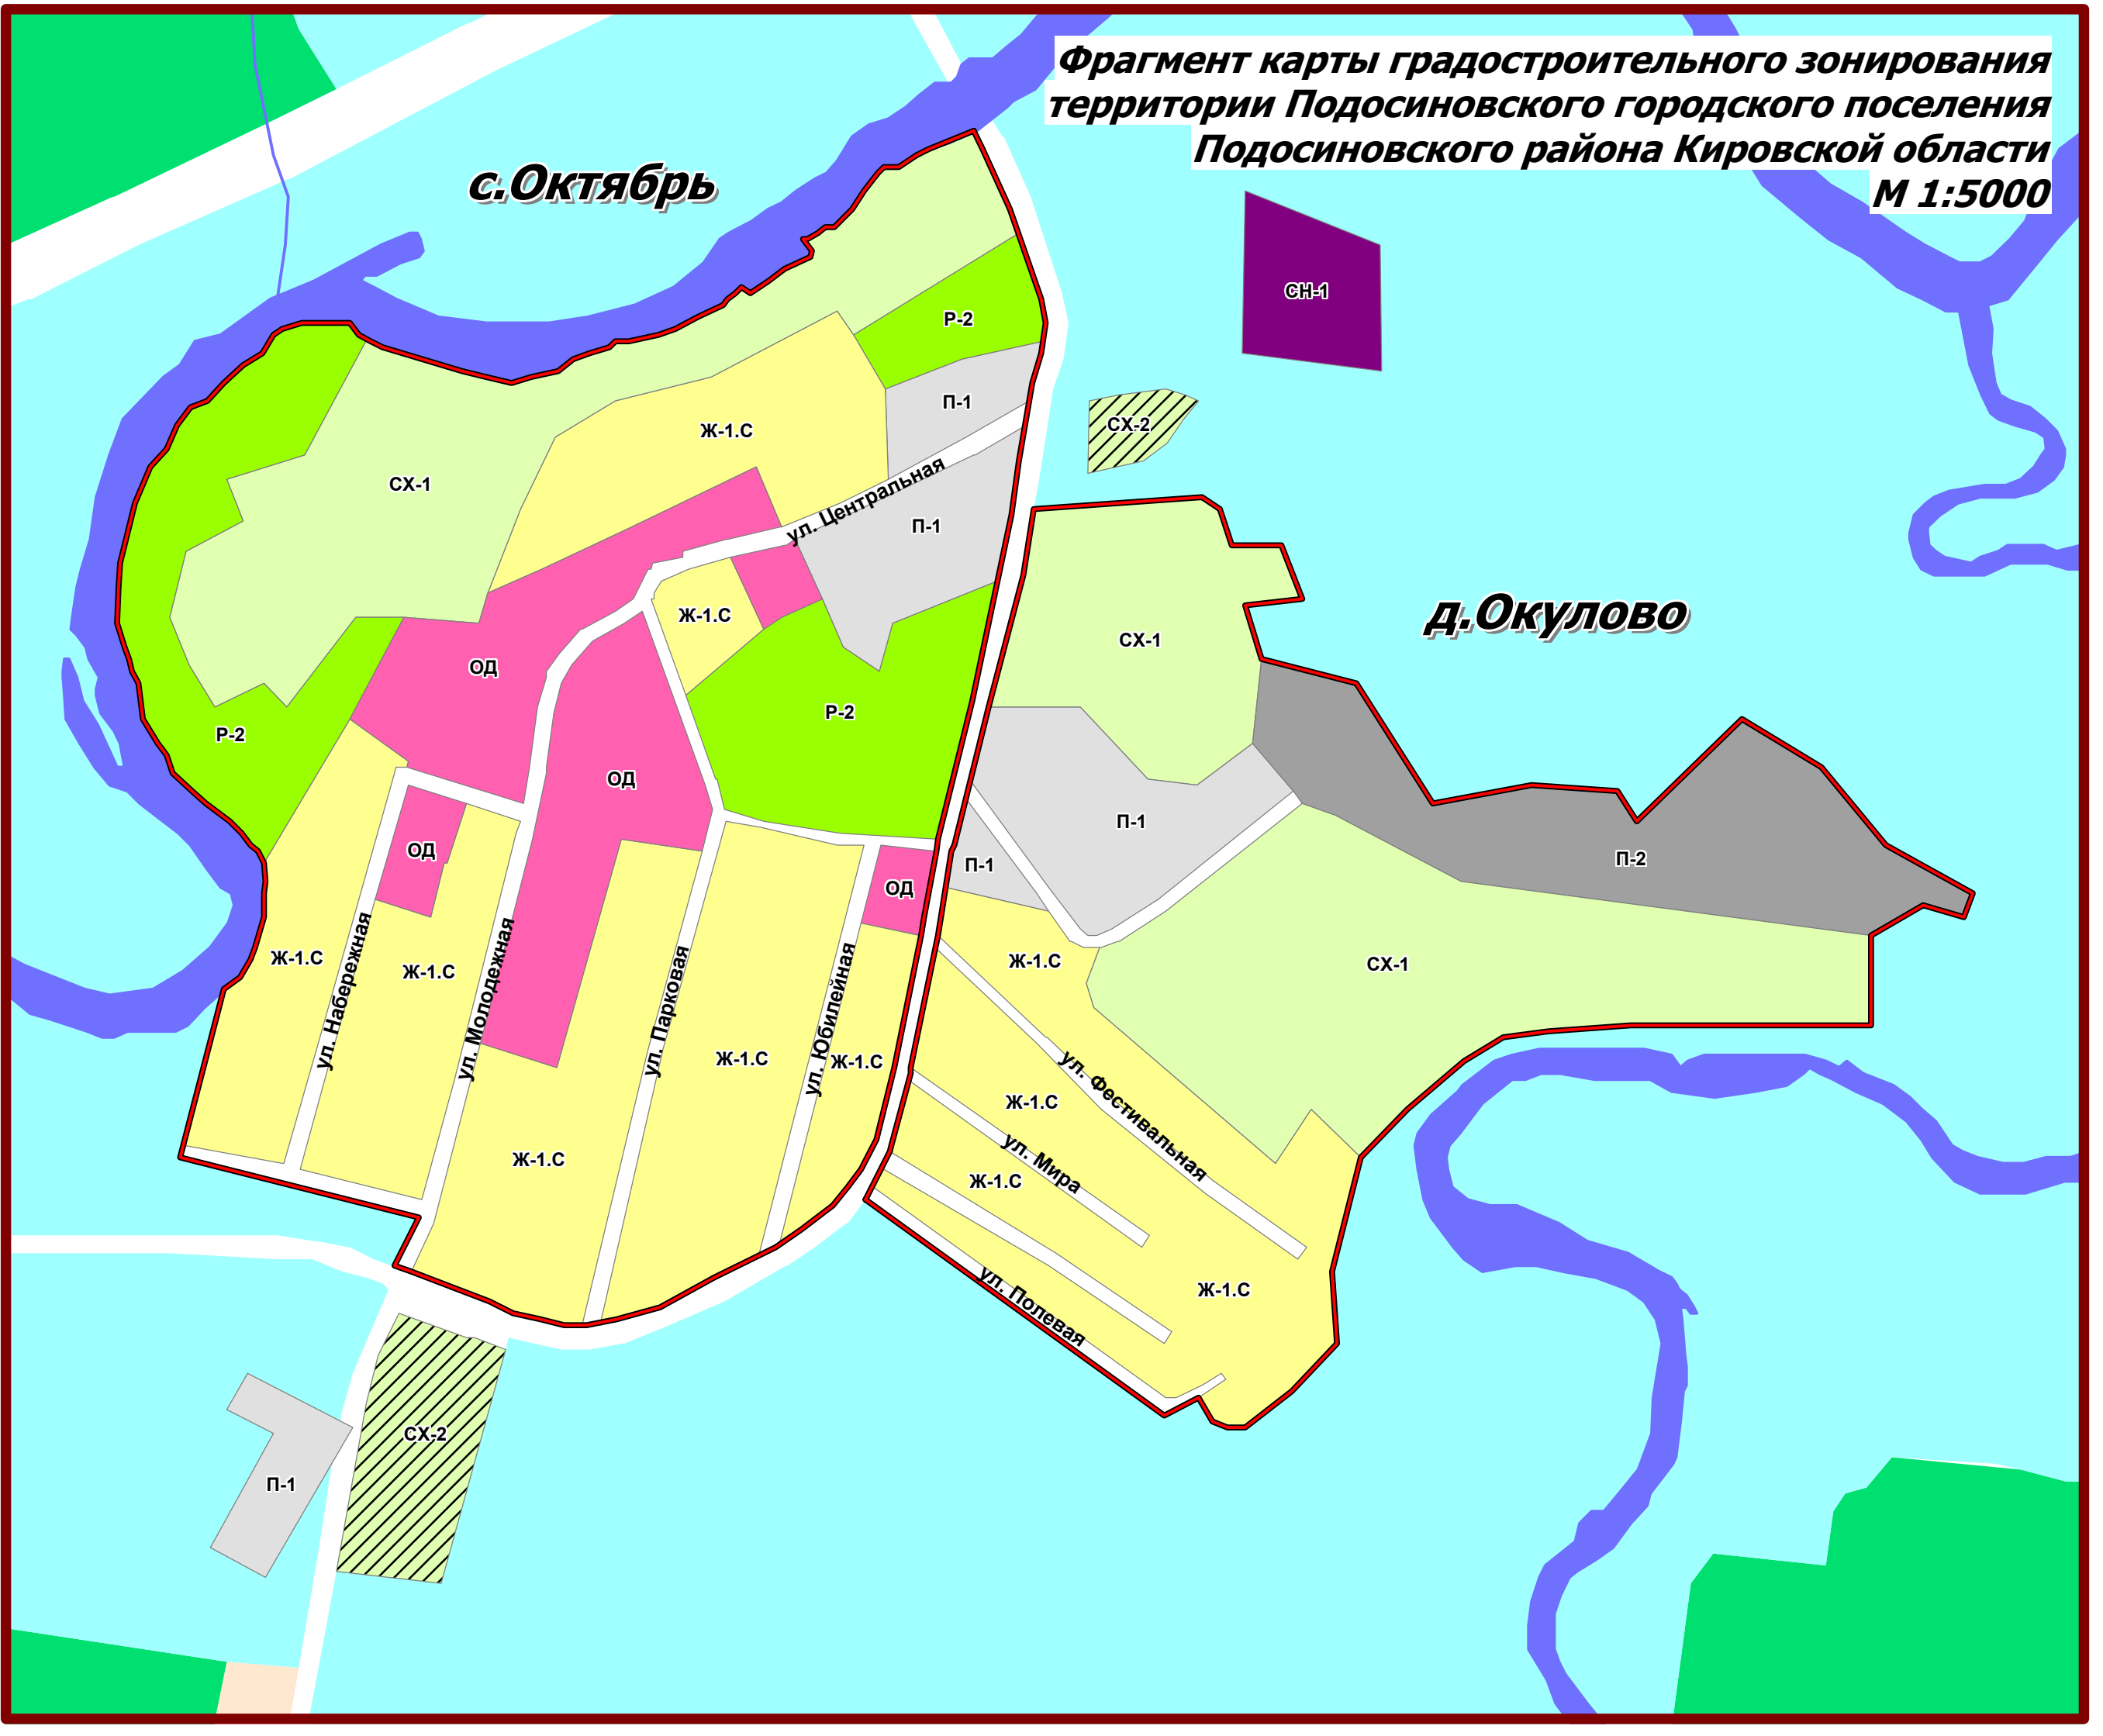 Фрагмент карты градостроительного зонирования
территории Подосиновского городского поселения
Подосиновского района Кировской области
М 1:5000
с.Октябрь
СН-1
Р-2
П-1
СХ-2
Ж-1.С
СХ-1
ул. Центральная
П-1
Ж-1.С
д.Окулово
СХ-1
ОД
Р-2
Р-2
ОД
П-1
ОД
П-1
П-2
ОД
Ж-1.С
Ж-1.С
Ж-1.С
СХ-1
ул. Набережная
ул. Молодежная
ул. Парковая
ул. Юбилейная
Ж-1.С
Ж-1.С
Ж-1.С
ул. Фестивальная
Ж-1.С
ул. Мира
Ж-1.С
Ж-1.С
ул. Полевая
СХ-2
П-1